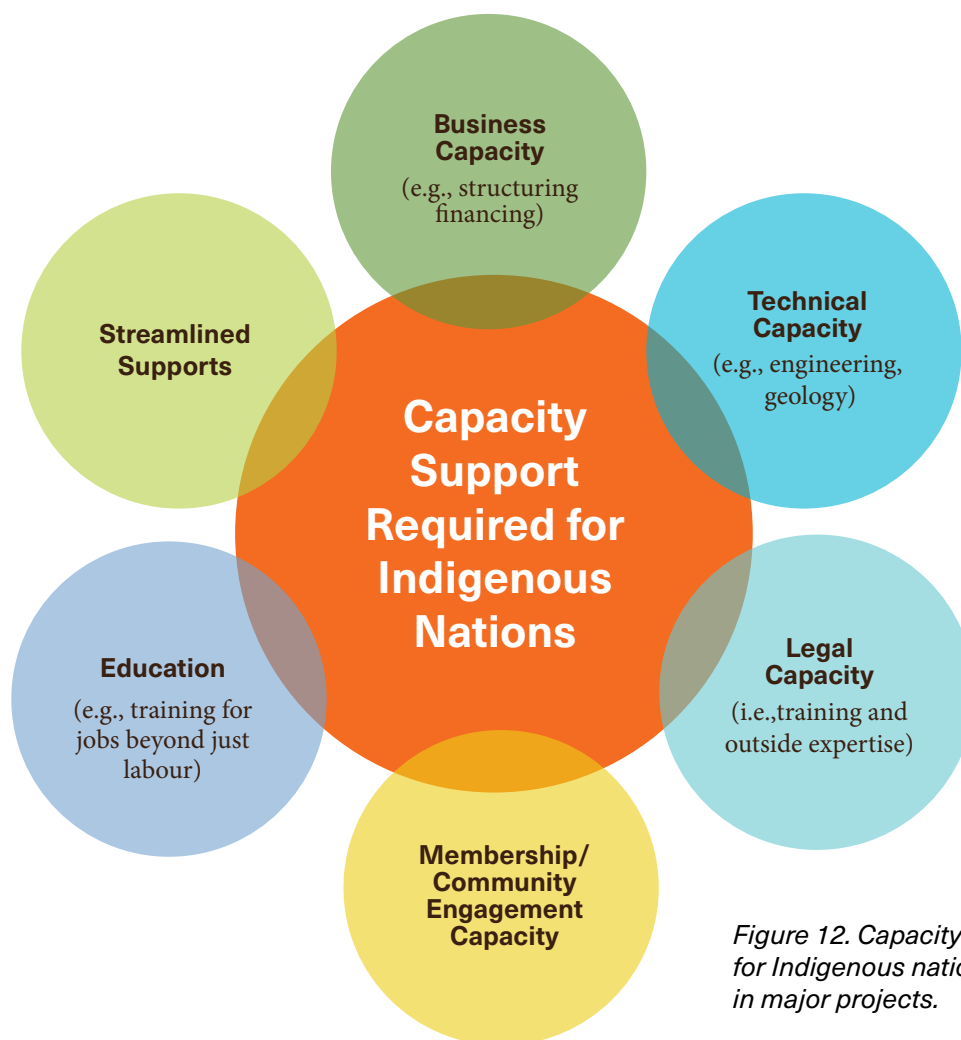 Business
Capacity
(e.g., structuring
financing)
Streamlined
Supports
Technical
Capacity
(e.g., engineering,
geology)
Capacity
Support
Required for
Indigenous
Nations
Education
(e.g., training for
jobs beyond just
labour)
Legal
Capacity
(i.e.,training and
outside expertise)
Membership/
Community
Engagement
Capacity
Figure 12. Capacity
for Indigenous
in major projects.